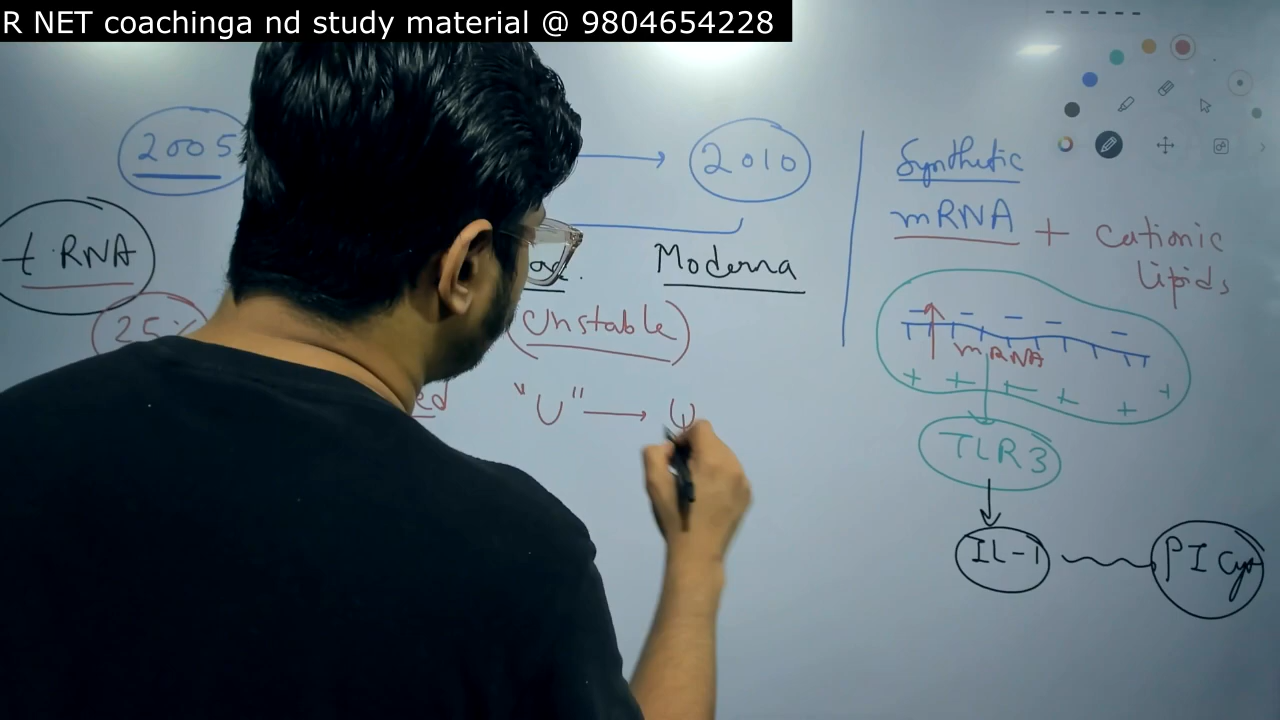 R NET coachinga nd study material @ 9804654228
2005
2010
t.RNA
Moderna
(Unstable)
"U" → Ψ
Synthetic
mRNA + Cationic
lipids
− − − − −
mRNA
+ + + + + +
TLR3
IL-1
PI Cyt